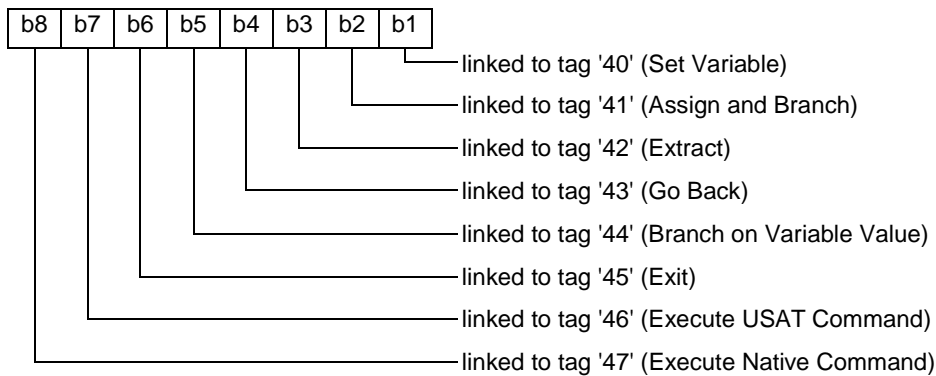 b8 b7 b6 b5 b4 b3 b2 b1
linked to tag '40' (Set Variable)
linked to tag '41' (Assign and Branch)
linked to tag '42' (Extract)
linked to tag '43' (Go Back)
linked to tag '44' (Branch on Variable Value)
linked to tag '45' (Exit)
linked to tag '46' (Execute USAT Command)
linked to tag '47' (Execute Native Command)